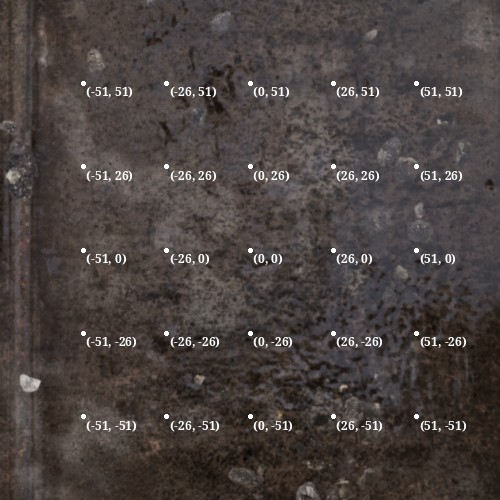 (-51, 51) (-26, 51) (0, 51) (26, 51) (51, 51)
(-51, 26) (-26, 26) (0, 26) (26, 26) (51, 26)
(-51, 0) (-26, 0) (0, 0) (26, 0) (51, 0)
(-51, -26) (-26, -26) (0, -26) (26, -26) (51, -26)
(-51, -51) (-26, -51) (0, -51) (26, -51) (51, -51)